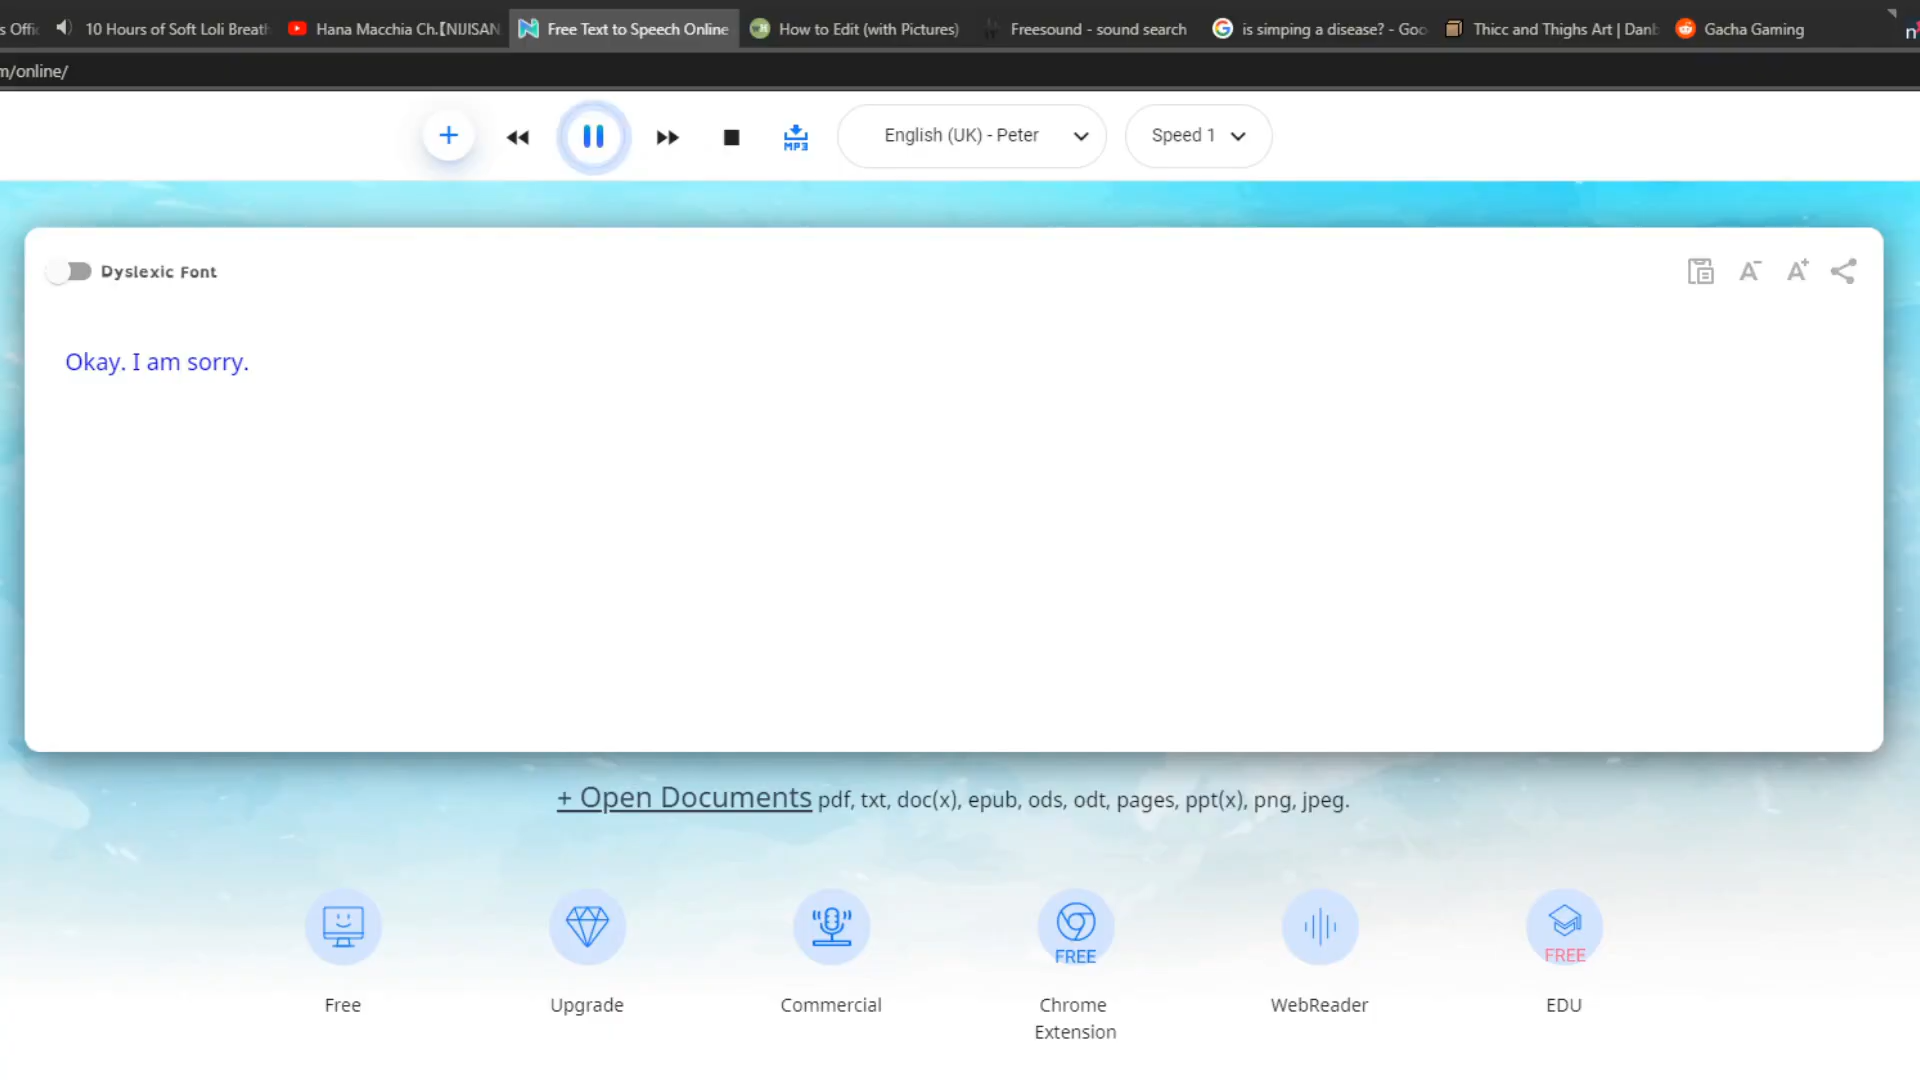 s Offic 10 Hours of Soft Loli Breath Hana Macchia Ch.【NIJISAN Free Text to Speech Online How to Edit (with Pictures) Freesound - sound search is simping a disease? - Goo Thicc and Thighs Art | Danb Gacha Gaming
m/online/
MP3 English (UK) - Peter Speed 1
Dyslexic Font A- A+
Okay. I am sorry.
+ Open Documents pdf, txt, doc(x), epub, ods, odt, pages, ppt(x), png, jpeg.
FREE FREE
Free Upgrade Commercial Chrome WebReader EDU
Extension